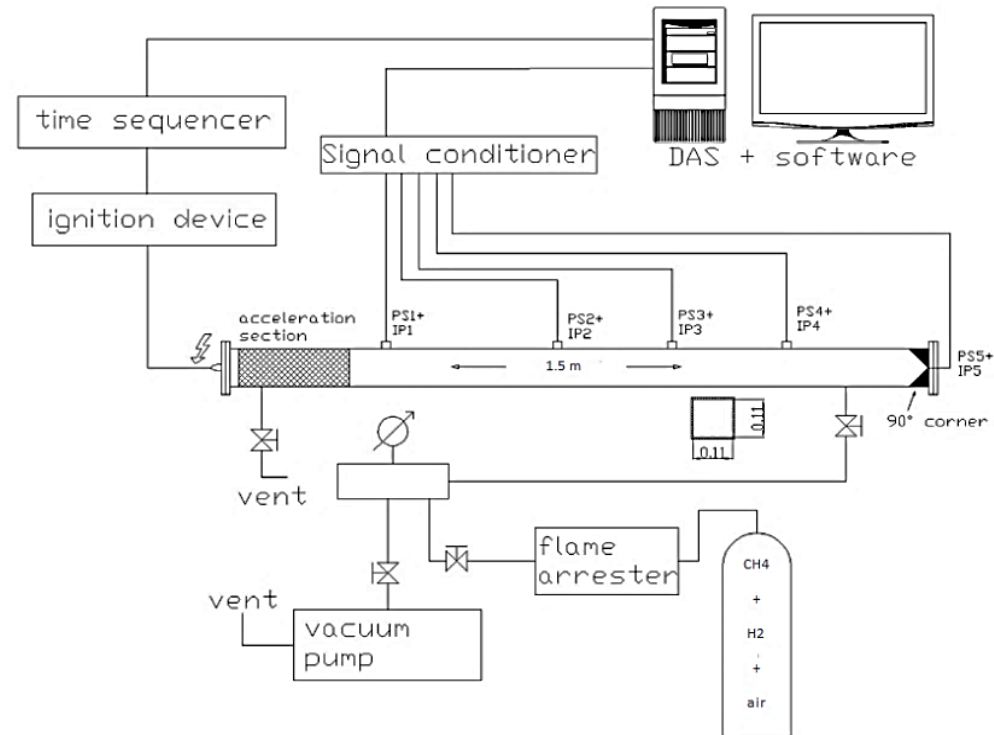 time sequencer
Signal conditioner
DAS + software
ignition device
acceleration
section
PS1+
IP1
PS2+
IP2
PS3+
IP3
PS4+
IP4
PS5+
IP5
1.5 m
90° corner
0.11
0.11
vent
flame
arrester
CH4
+
H2
+
air
vent
vacuum
pump